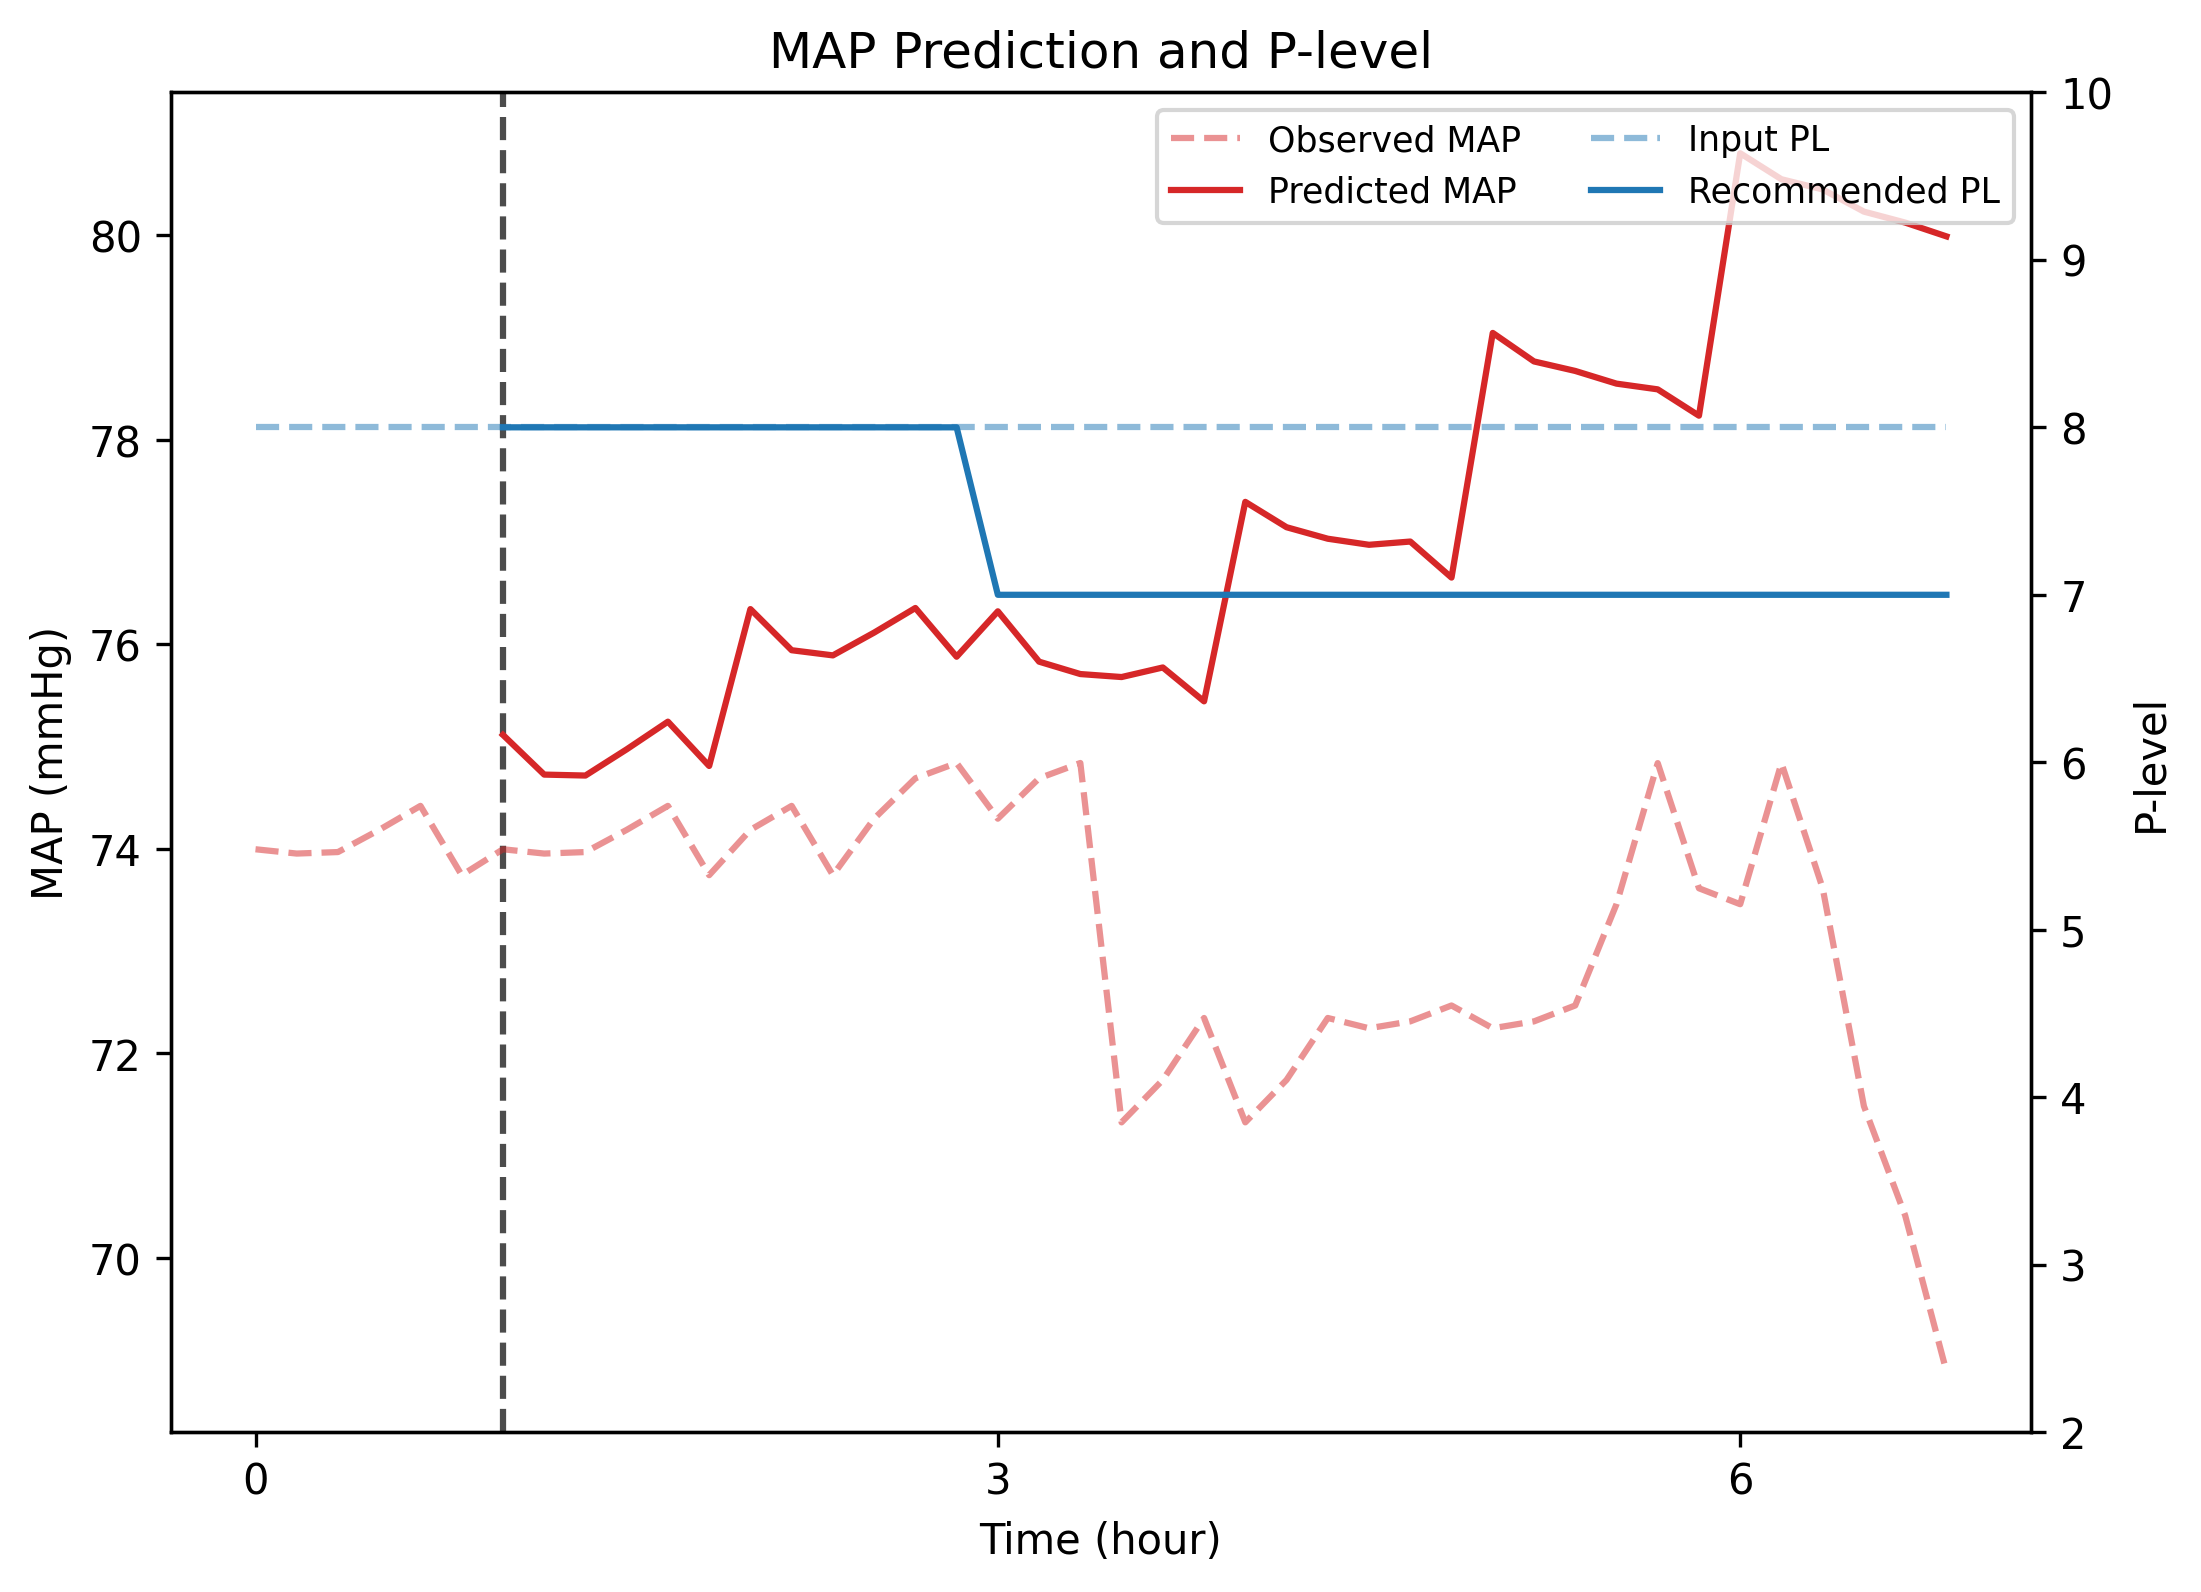 MAP Prediction and P-level
Observed MAP
Predicted MAP
Input PL
Recommended PL
MAP (mmHg)
80
78
76
74
72
70
10
9
8
7
6
5
4
3
2
P-level
0 3 6
Time (hour)